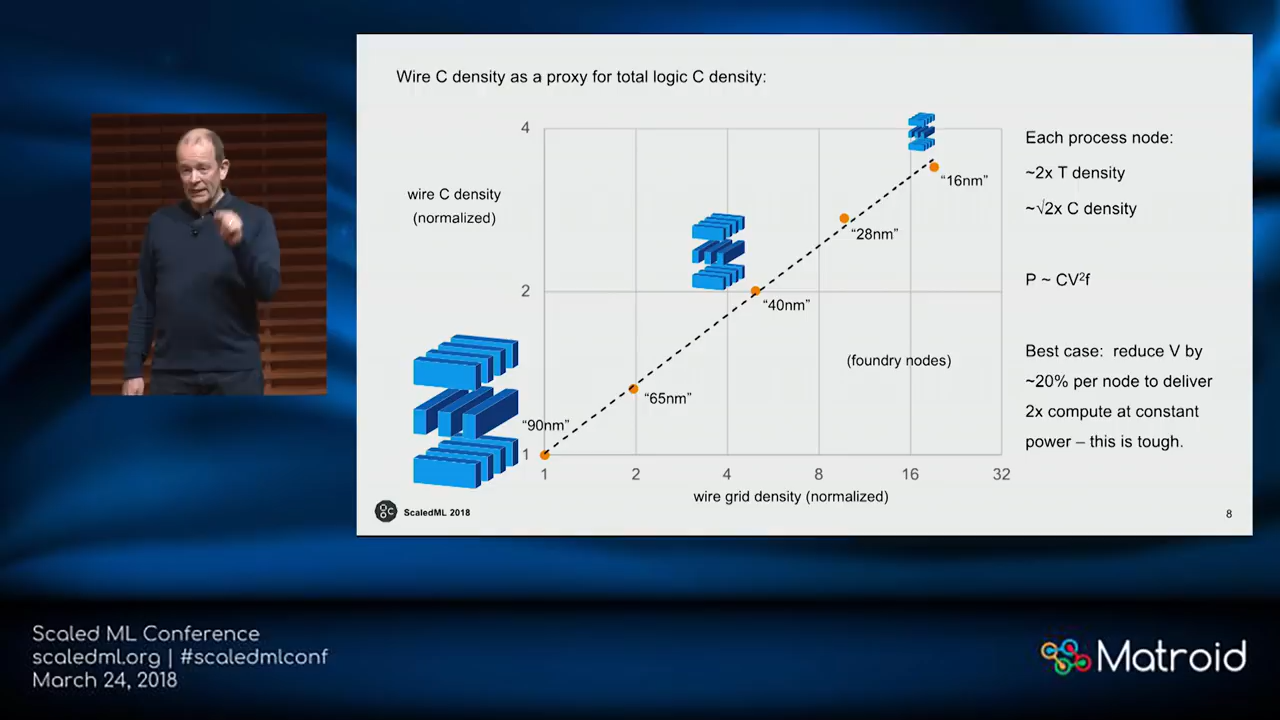 Wire C density as a proxy for total logic C density:
4
wire C density
(normalized)
2
1
“16nm”
“28nm”
“40nm”
(foundry nodes)
“65nm”
“90nm”
1
2
4
8
16
32
wire grid density (normalized)
Each process node:
~2x T density
~√2x C density
P ~ CV²f
Best case: reduce V by
~20% per node to deliver
2x compute at constant
power – this is tough.
ScaledML 2018
8
Scaled ML Conference
scaledml.org | #scaledmlconf
March 24, 2018
Matroid